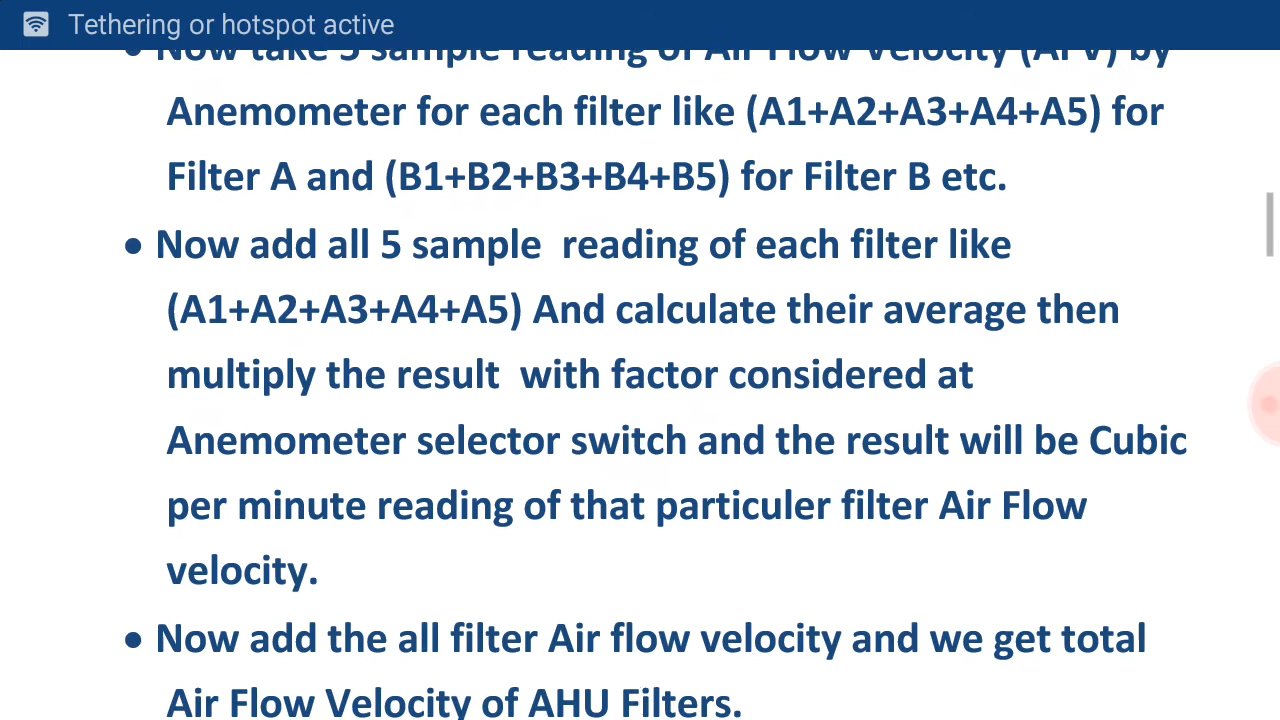 Tethering or hotspot active
• Now take 5 sample reading of Air Flow Velocity (AFV) by
Anemometer for each filter like (A1+A2+A3+A4+A5) for
Filter A and (B1+B2+B3+B4+B5) for Filter B etc.
• Now add all 5 sample  reading of each filter like
(A1+A2+A3+A4+A5) And calculate their average then
multiply the result  with factor considered at
Anemometer selector switch and the result will be Cubic
per minute reading of that particuler filter Air Flow
velocity.
• Now add the all filter Air flow velocity and we get total
Air Flow Velocity of AHU Filters.